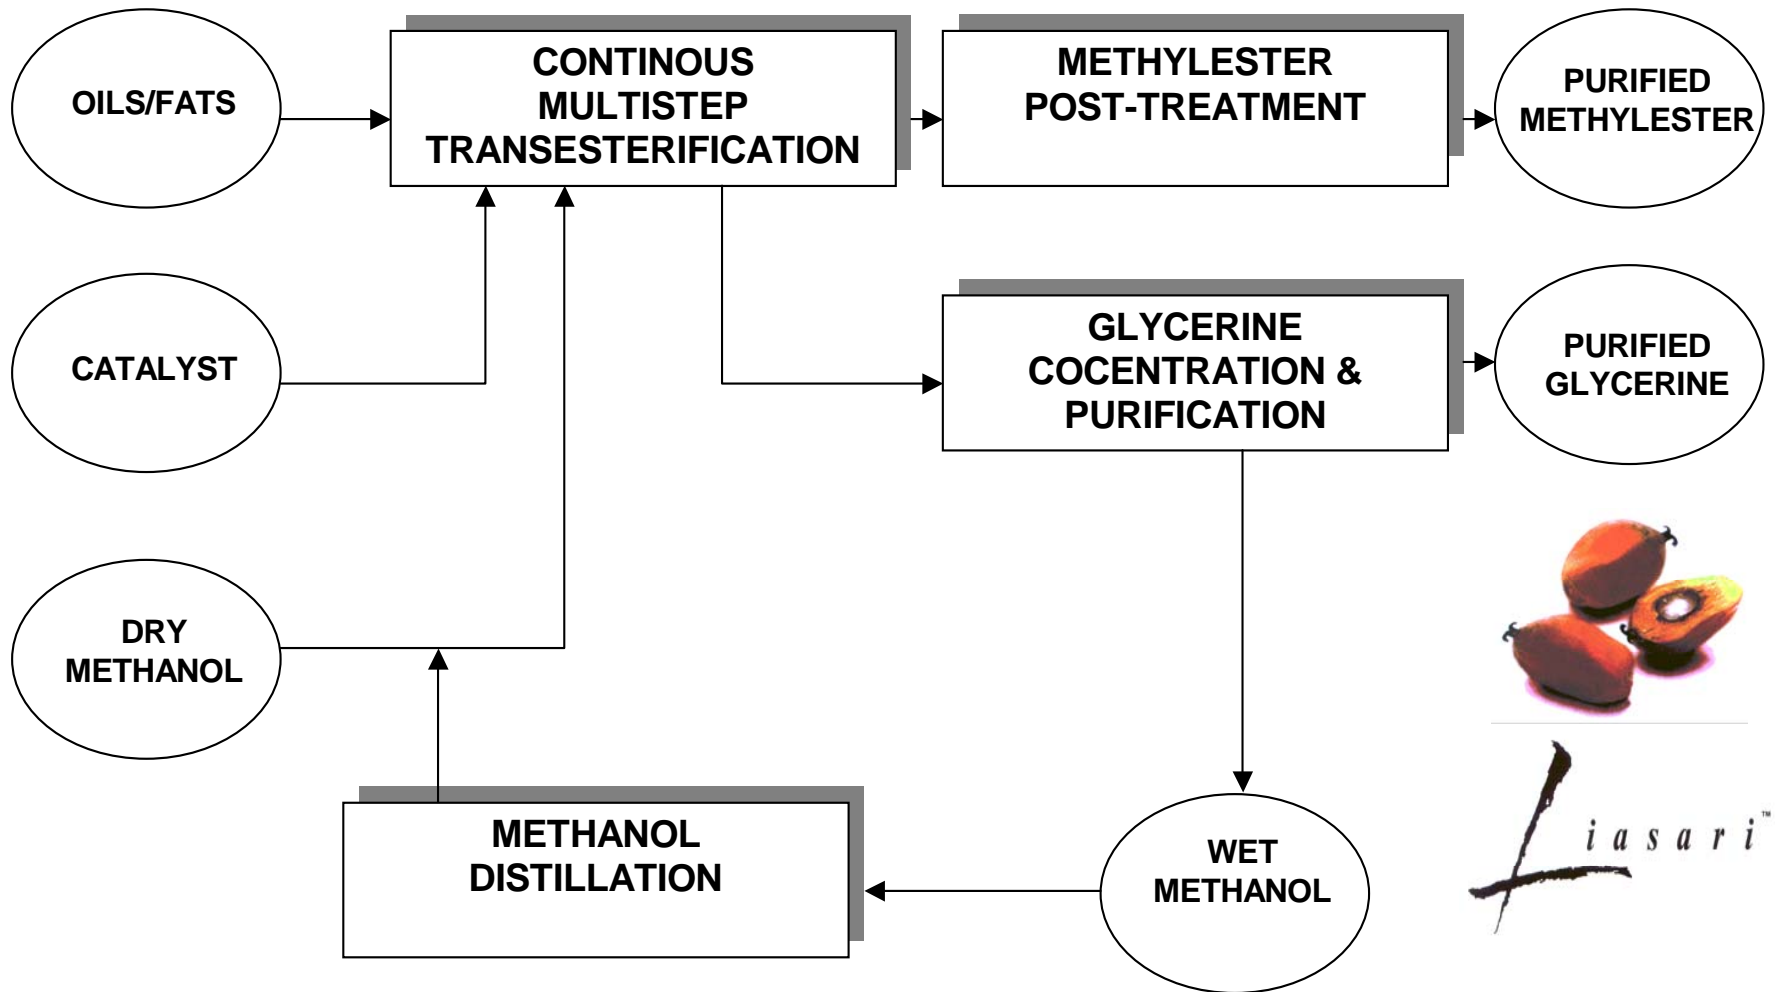 OILS/FATS
CONTINOUS
MULTISTEP
TRANSESTERIFICATION
METHYLESTER
POST-TREATMENT
PURIFIED
METHYLESTER
CATALYST
GLYCERINE
COCENTRATION &
PURIFICATION
PURIFIED
GLYCERINE
DRY
METHANOL
METHANOL
DISTILLATION
WET
METHANOL
Liasari™